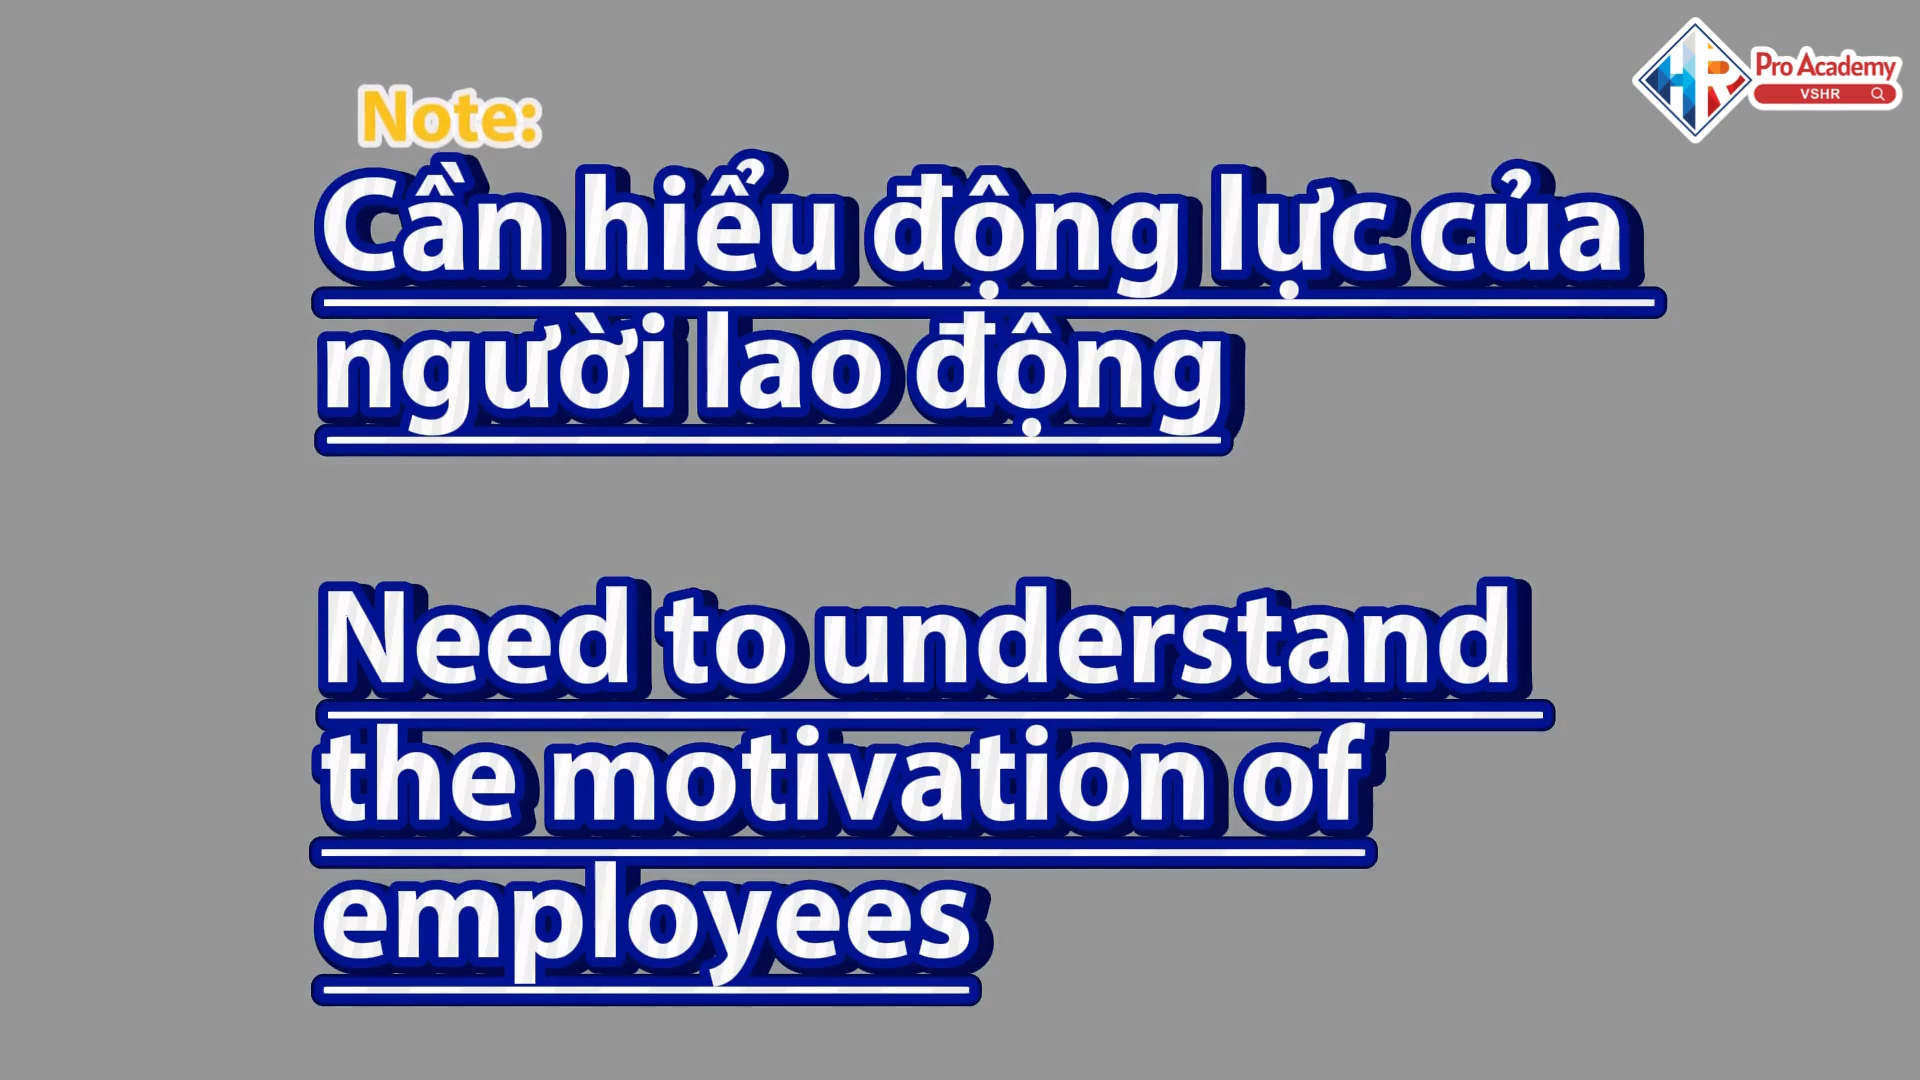 HR Pro Academy
VSHR
Note:
Cần hiểu động lực của
người lao động
Need to understand
the motivation of
employees